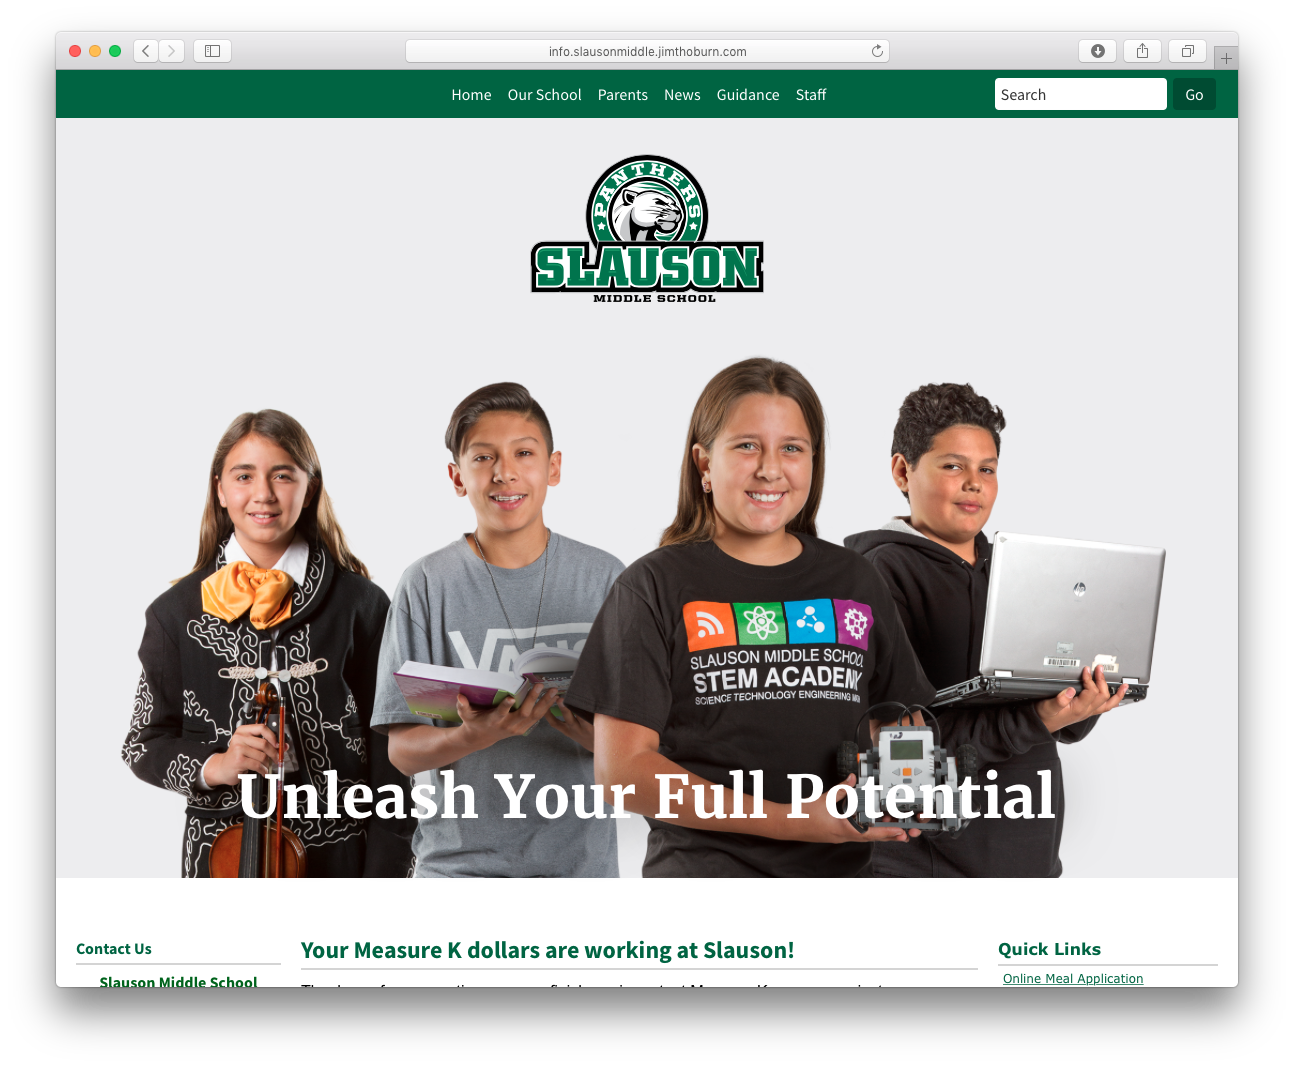 info.slausonmiddle.jimthoburn.com
Home Our School Parents News Guidance Staff
Search Go
PANTHERS
SLAUSON
MIDDLE SCHOOL
VANS
SLAUSON MIDDLE SCHOOL
STEM ACADEMY
SCIENCE TECHNOLOGY ENGINEERING
hp
Unleash Your Full Potential
Contact Us
Slauson Middle School
Your Measure K dollars are working at Slauson!
Quick Links
Online Meal Application